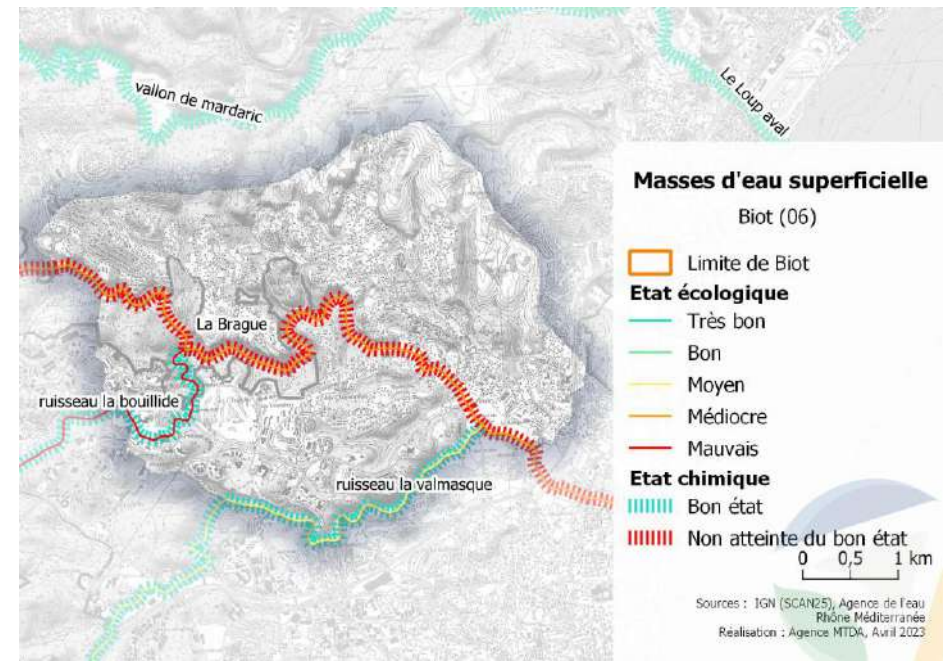 vallon de mardaric
Le Loup aval
La Brague
ruisseau la bouillide
ruisseau la valmasque
Masses d'eau superficielle
Biot (06)
Limite de Biot
Etat écologique
Très bon
Bon
Moyen
Médiocre
Mauvais
Etat chimique
Bon état
Non atteinte du bon état
0 0,5 1 km
Sources : IGN (SCAN25), Agence de l'eau
Rhône Méditerranée
Réalisation : Agence MTDA, Avril 2023